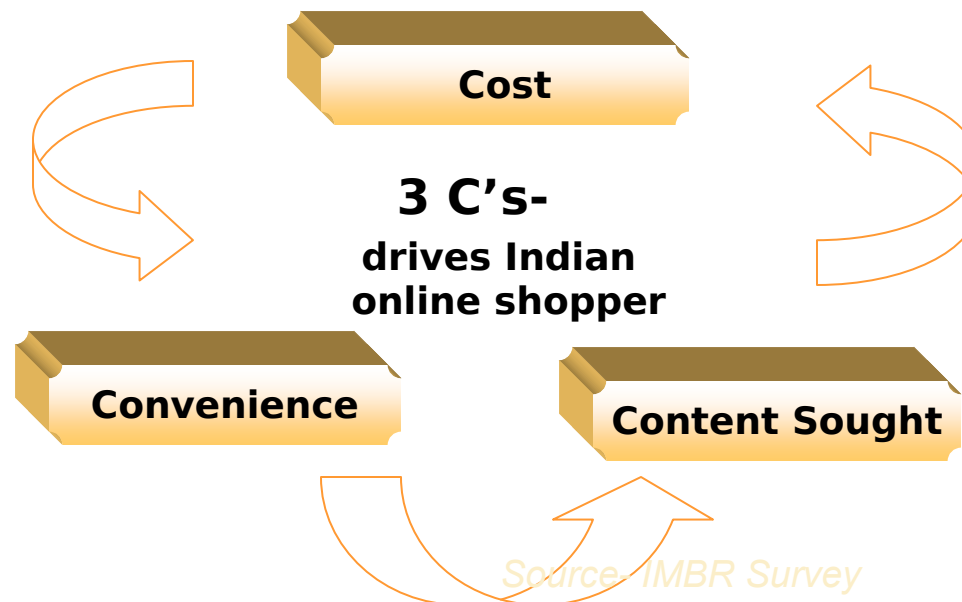 Cost
3 C’s-
drives Indian
online shopper
Convenience
Content Sought
Source- IMBR Survey